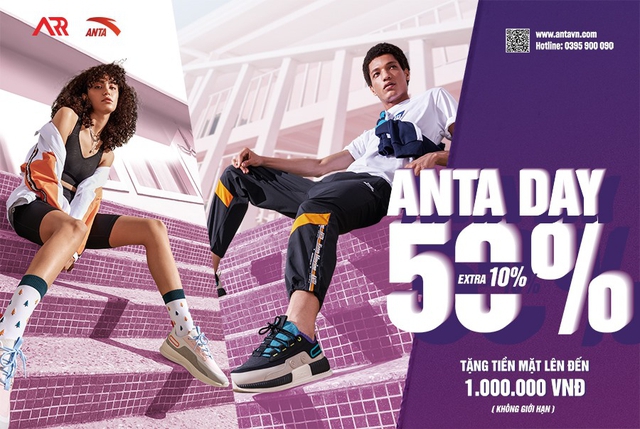 ARR
ANTA
www.antavn.com
Hotline: 0395 900 090
ANTA DAY
50%
EXTRA 10%
TẶNG TIỀN MẶT LÊN ĐẾN
1.000.000 VNĐ
( KHÔNG GIỚI HẠN )